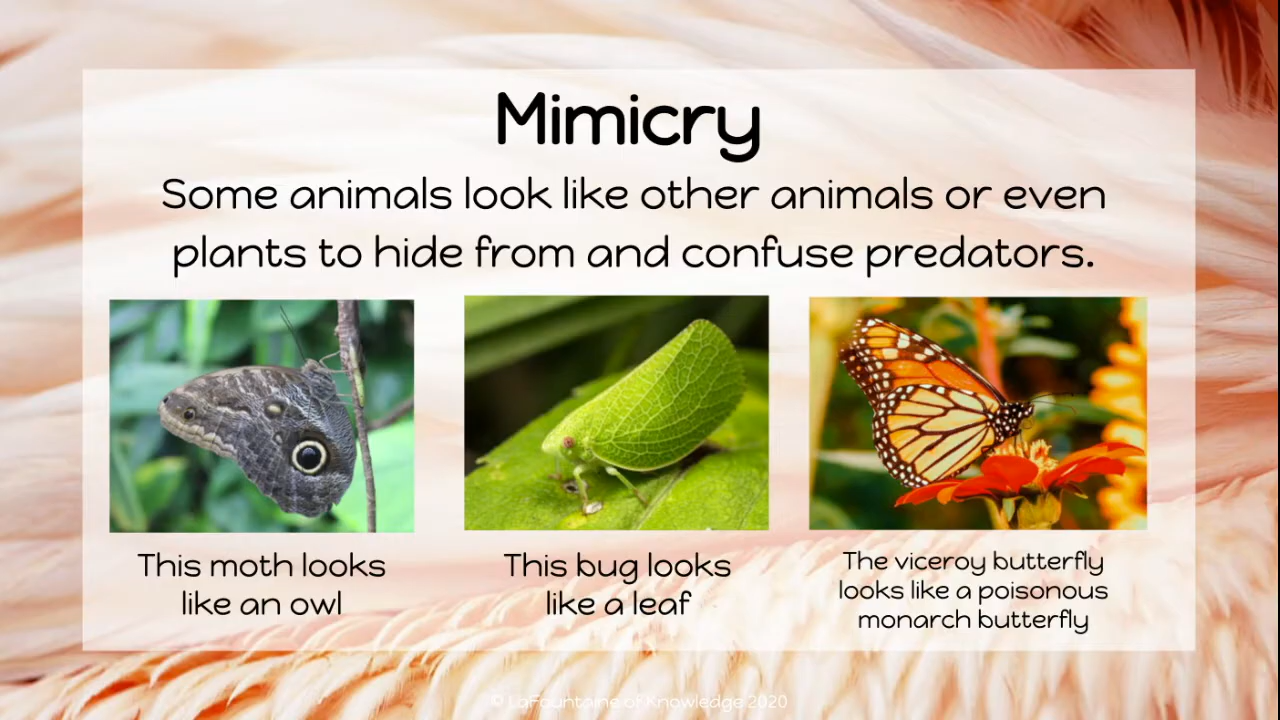 Mimicry
Some animals look like other animals or even
plants to hide from and confuse predators.
This moth looks
like an owl
This bug looks
like a leaf
The viceroy butterfly
looks like a poisonous
monarch butterfly
© LaFountaine of Knowledge 2020